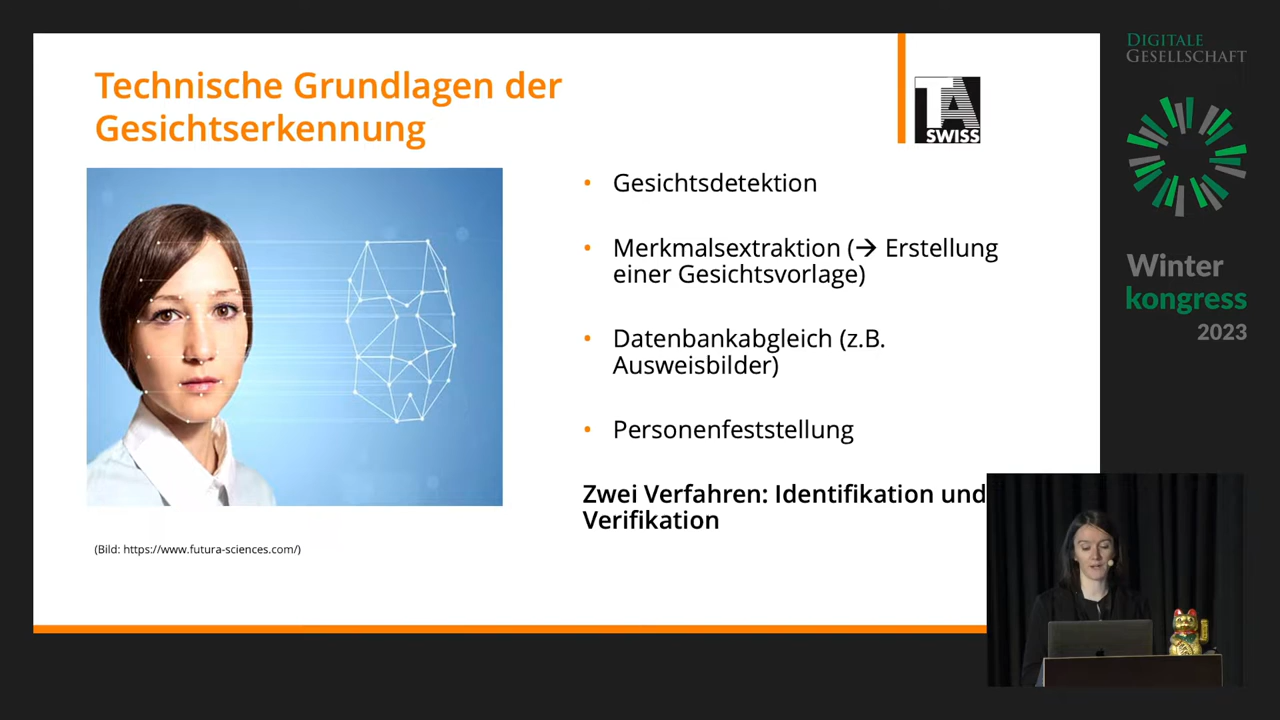 Technische Grundlagen der
Gesichtserkennung
TA
SWISS
• Gesichtsdetektion
• Merkmalsextraktion (→ Erstellung
einer Gesichtsvorlage)
• Datenbankabgleich (z.B.
Ausweisbilder)
• Personenfeststellung
Zwei Verfahren: Identifikation und
Verifikation
(Bild: https://www.futura-sciences.com/)
DIGITALE
GESELLSCHAFT
Winter
kongress
2023